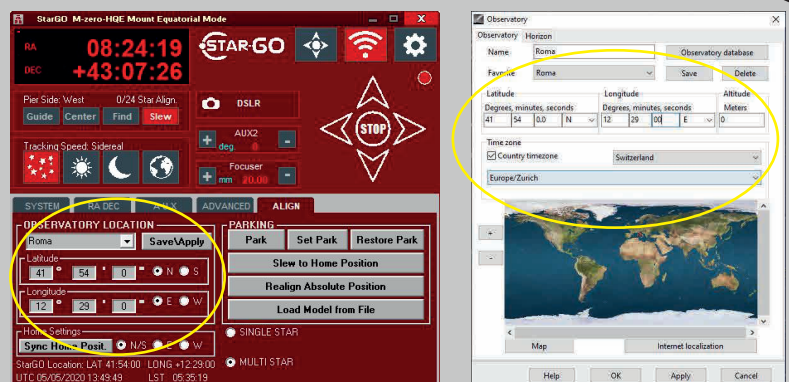 StarGO M-zero-HQE Mount Equatorial Mode
RA 08:24:19
DEC +43:07:26
STAR·GO
Pier Side: West 0/24 Star Align.
Guide Center Find Slew
Tracking Speed: Sidereal
DSLR
+ AUX2 -
deg. 0
+ Focuser -
mm 20.00
STOP
SYSTEM RA DEC AUX ADVANCED ALIGN
OBSERVATORY LOCATION
Roma Save\Apply
Latitude
41 ° 54 ' 0 " N S
Longitude
12 ° 29 ' 0 " E W
Home Settings
Sync Home Posit. N/S E W
StarGO Location: LAT 41:54:00 LONG +12:29:00
UTC 05/05/2020 13:49:49 LST 05:35:19
PARKING
Park Set Park Restore Park
Slew to Home Position
Realign Absolute Position
Load Model from File
SINGLE STAR
MULTI STAR
Observatory
Observatory Horizon
Name Roma Observatory database
Favorite Roma Save Delete
Latitude Longitude Altitude
Degrees, minutes, seconds Degrees, minutes, seconds Meters
41 54 0.0 N 12 29 00 E 0
Time zone
Country timezone Switzerland
Europe/Zurich
+
-
Map Internet localization
Help OK Apply Cancel